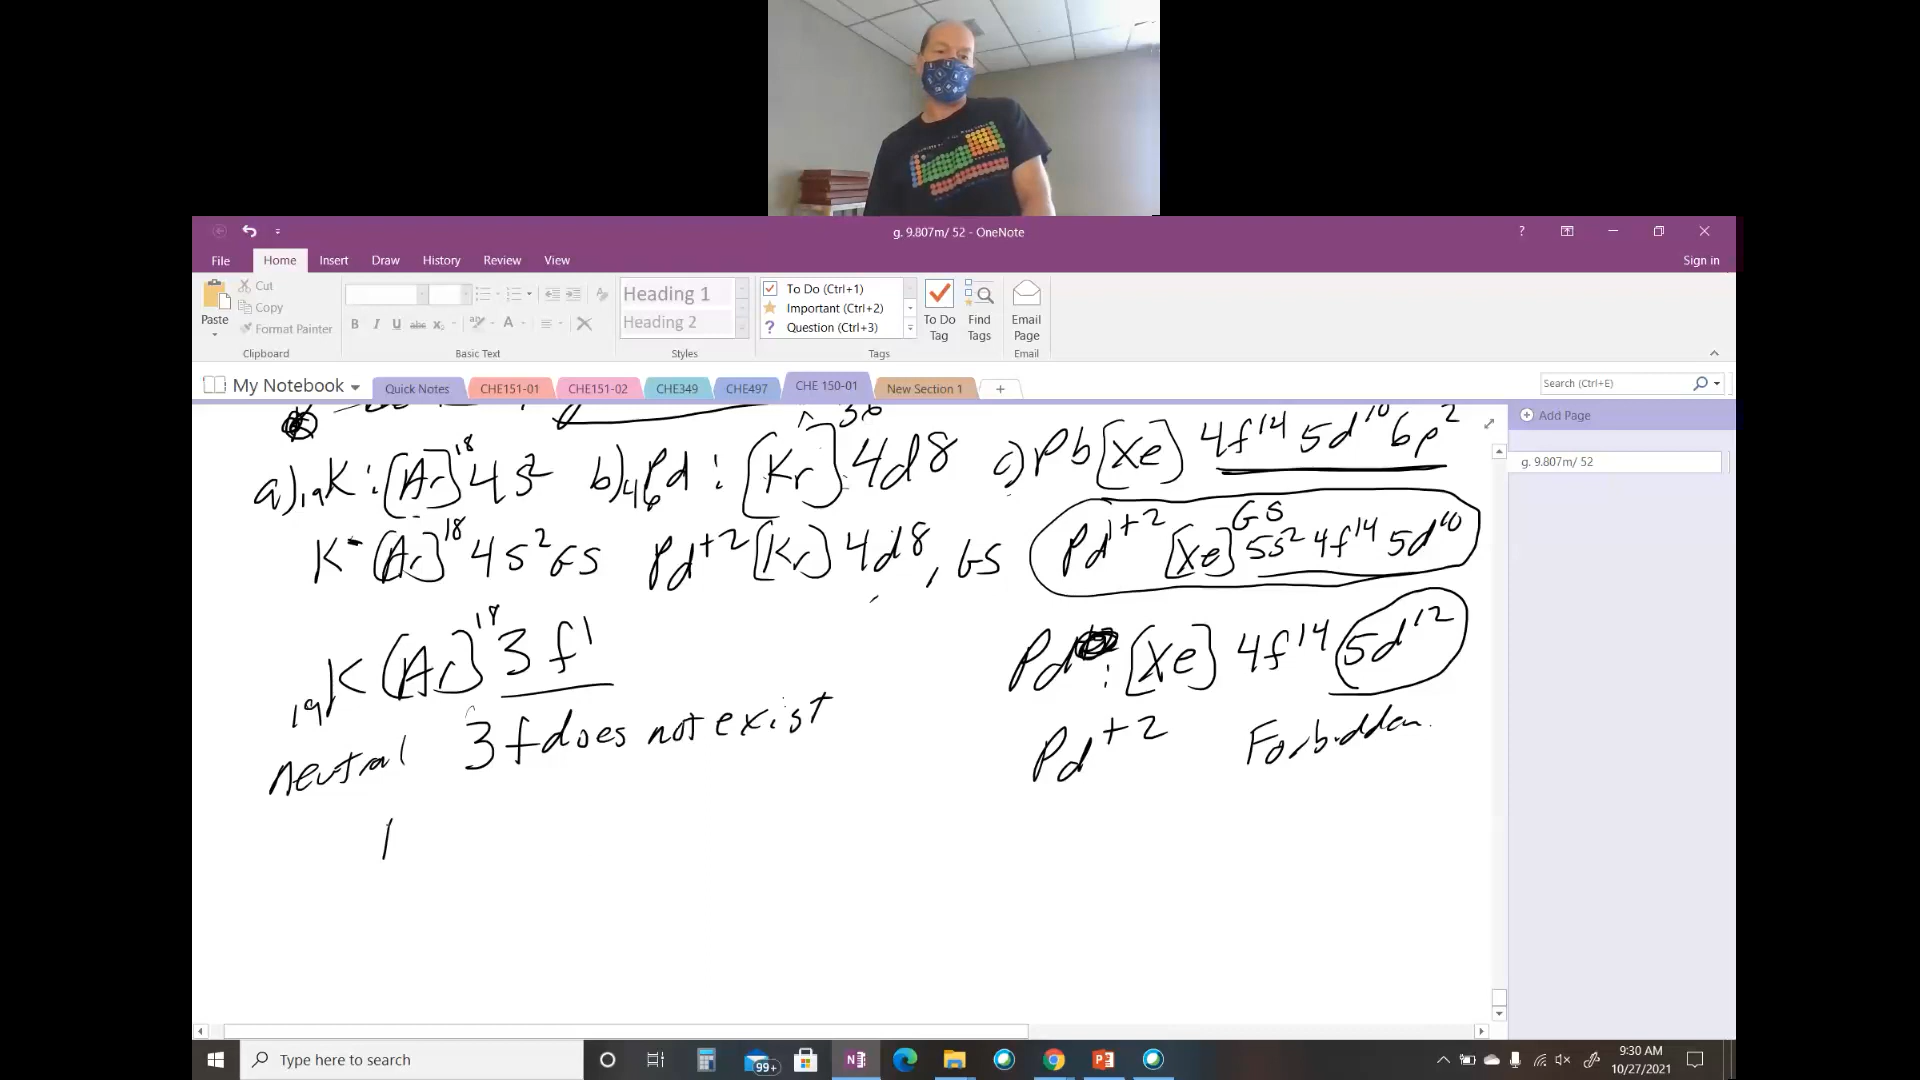 g. 9.807m/ 52 - OneNote
?
File Home Insert Draw History Review View
Sign in
Paste
Cut
Copy
Format Painter
Clipboard
B I U abc x₂ A
Basic Text
Heading 1
Heading 2
Styles
To Do (Ctrl+1)
Important (Ctrl+2)
? Question (Ctrl+3)
Tags
To Do
Tag
Find
Tags
Email
Page
Email
My Notebook Quick Notes CHE151-01 CHE151-02 CHE349 CHE497 CHE 150-01 New Section 1 +
Search (Ctrl+E)
Add Page
g. 9.807m/ 52
36
a) 19K : [Ar]18 4s2 b) 46Pd : [Kr] 4d8 c) Pb [Xe] 4f14 5d10 6p2
K- [Ar]18 4s2 GS Pd+2 [Kr] 4d8, GS Pd+2 [Xe] GS 5s2 4f14 5d10
19K [Ar]18 3f1 Pd : [Xe] 4f14 5d12
neutral 3f does not exist Pd+2 Forbidden.
Type here to search
99+
9:30 AM
10/27/2021